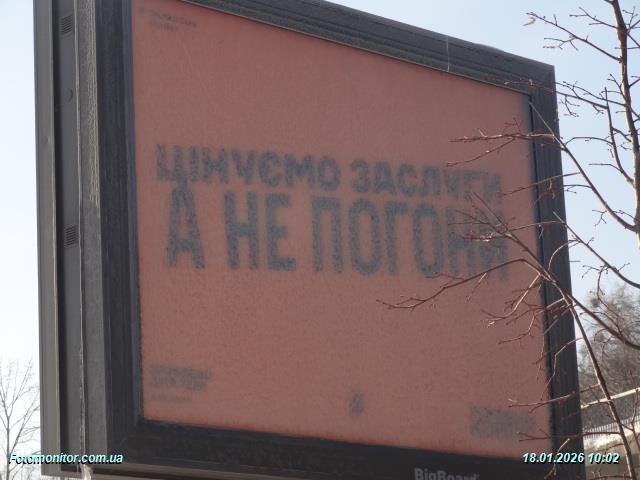 ЦІНУЄМО ЗАСЛУГИ
А НЕ ПОГОНИ
BigBoard
Fotomonitor.com.ua
18.01.2026 10:02